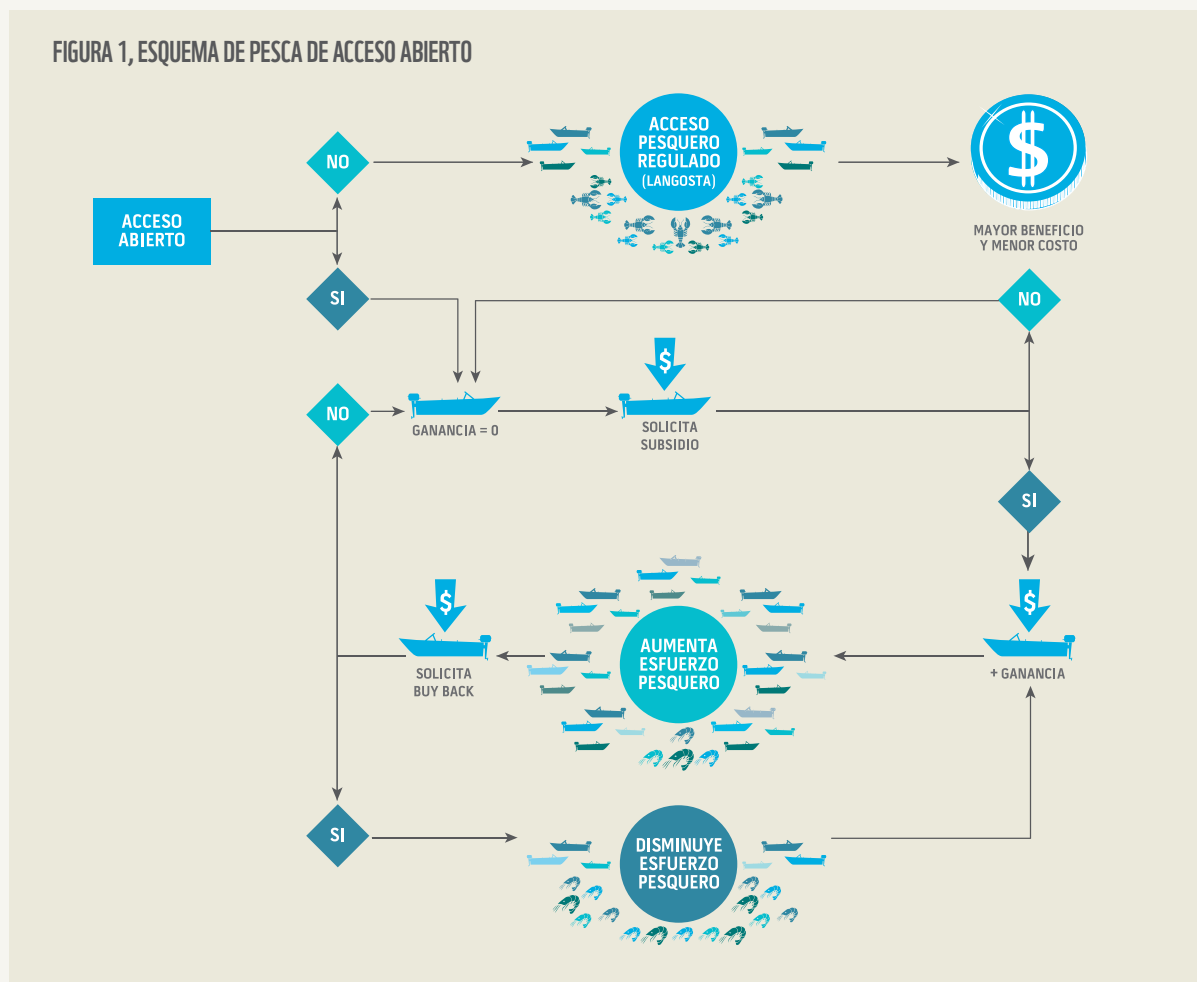 FIGURA 1, ESQUEMA DE PESCA DE ACCESO ABIERTO
ACCESO
ABIERTO
NO
ACCESO
PESQUERO
REGULADO
(LANGOSTA)
$
MAYOR BENEFICIO
Y MENOR COSTO
SI
NO
NO
GANANCIA = 0
$
SOLICITA
SUBSIDIO
SI
$
SOLICITA
BUY BACK
AUMENTA
ESFUERZO
PESQUERO
$
+ GANANCIA
SI
DISMINUYE
ESFUERZO
PESQUERO